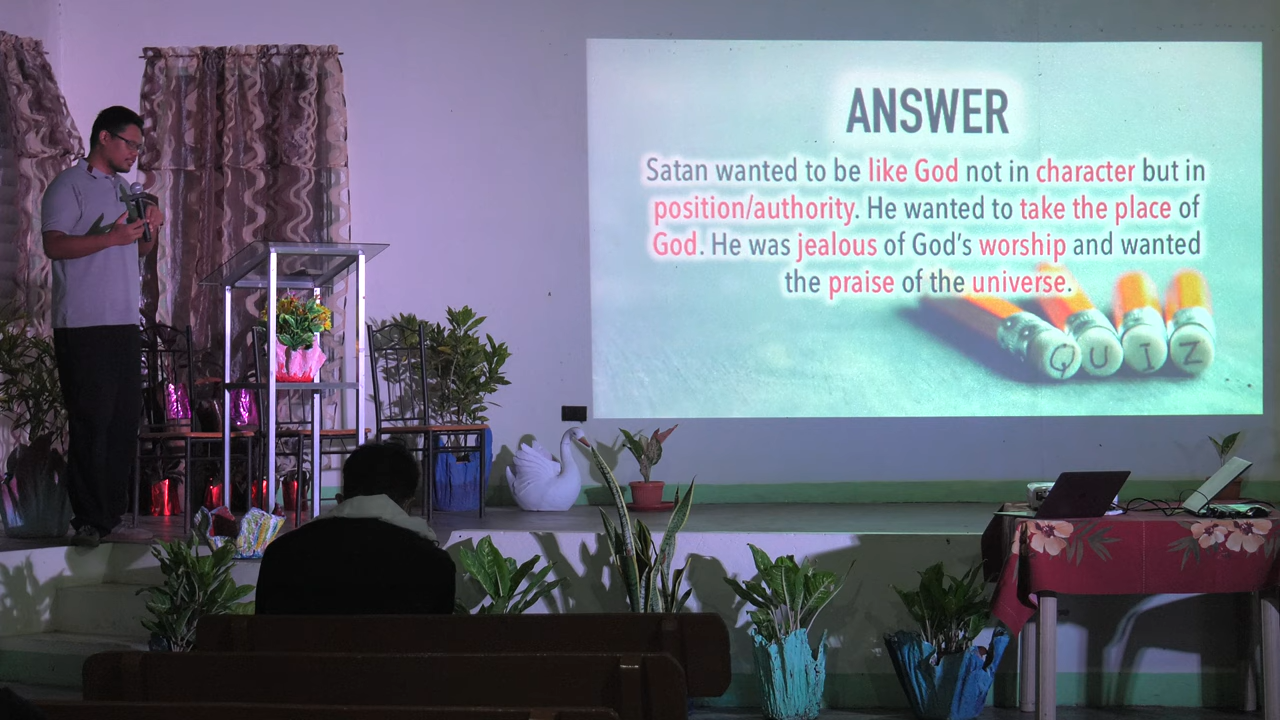 ANSWER
Satan wanted to be like God not in character but in
position/authority. He wanted to take the place of
God. He was jealous of God's worship and wanted
the praise of the universe.
QUIZ